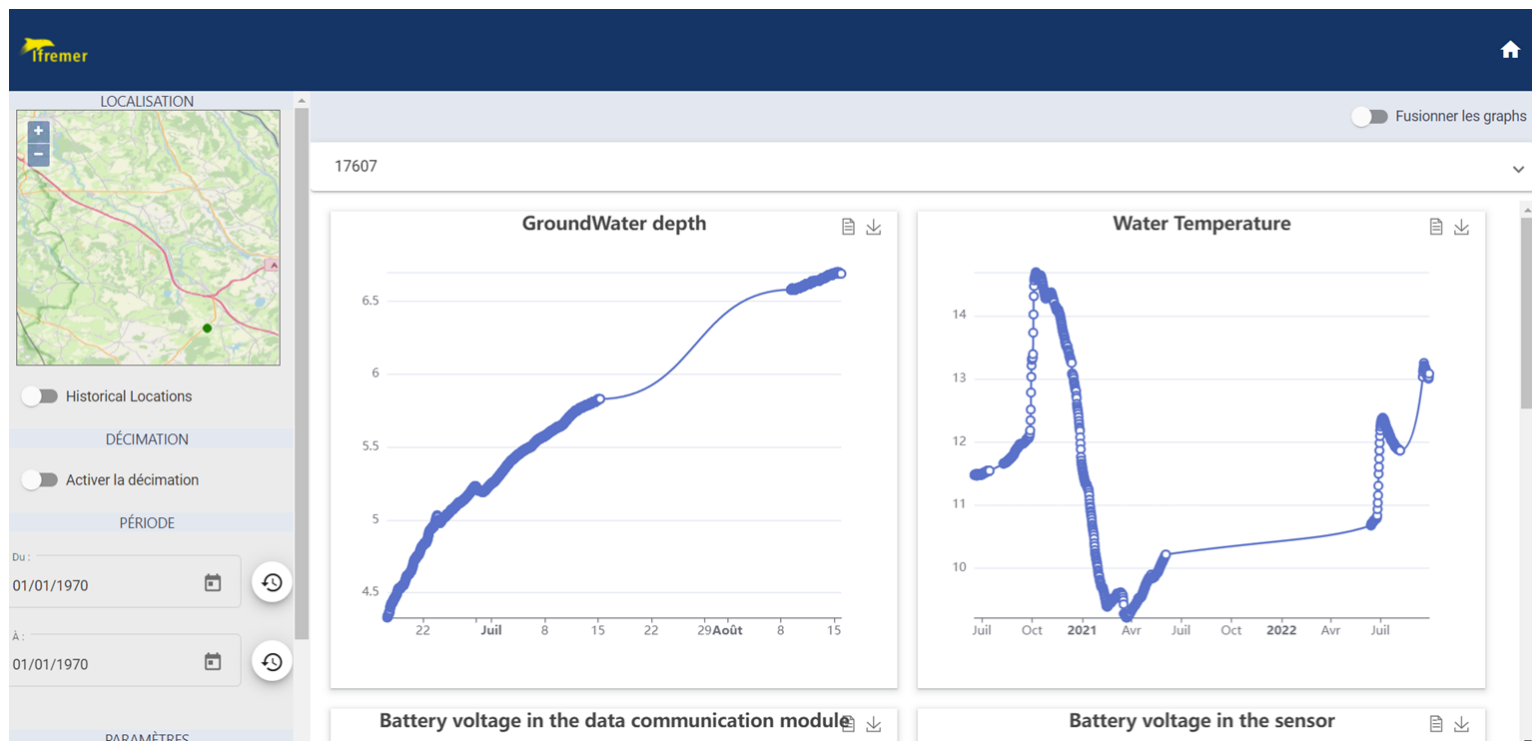 ifremer
LOCALISATION
+
−
Historical Locations
DÉCIMATION
Activer la décimation
PÉRIODE
Du :
01/01/1970
À :
01/01/1970
PARAMÈTRES
Fusionner les graphs
17607
GroundWater depth
6.5
6
5.5
5
4.5
22 Juil 8 15 22 29 Août 8 15
Water Temperature
14
13
12
11
10
Juil Oct 2021 Avr Juil Oct 2022 Avr Juil
Battery voltage in the data communication module
Battery voltage in the sensor